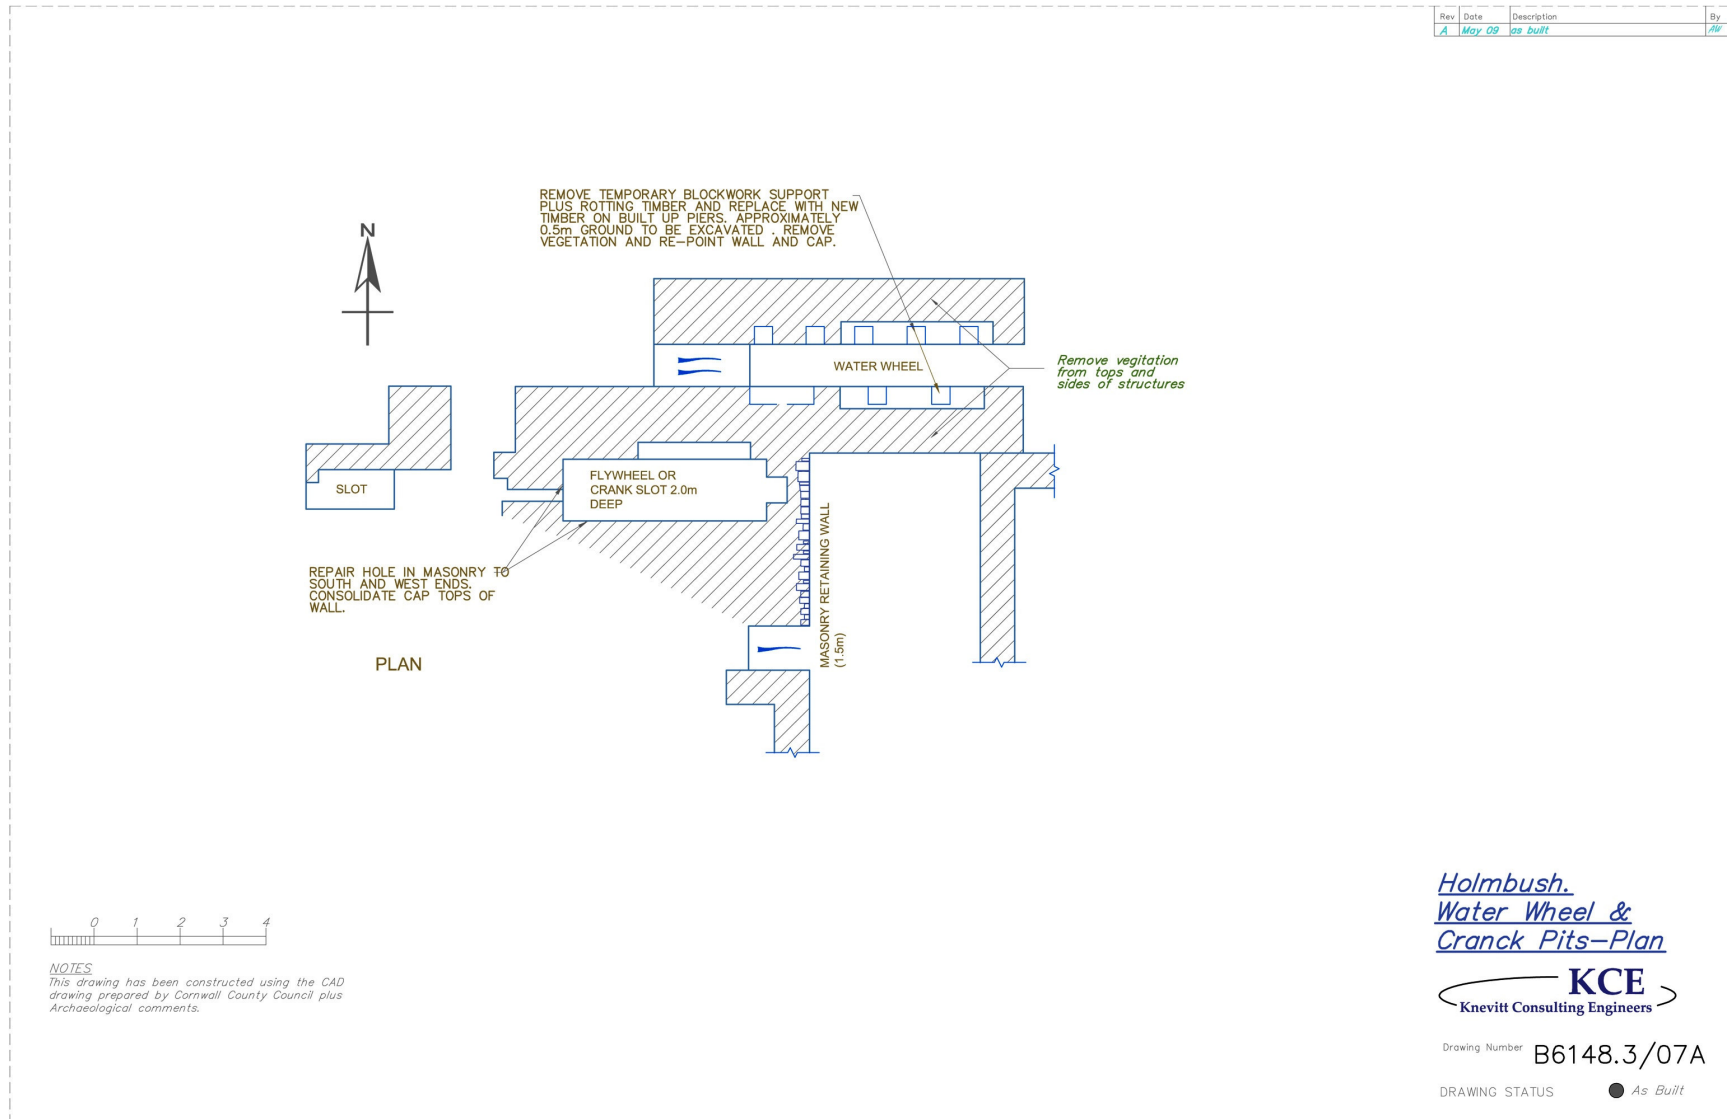 Rev Date Description By
A May 09 as built AW
REMOVE TEMPORARY BLOCKWORK SUPPORT
PLUS ROTTING TIMBER AND REPLACE WITH NEW
TIMBER ON BUILT UP PIERS. APPROXIMATELY
0.5m GROUND TO BE EXCAVATED . REMOVE
VEGETATION AND RE-POINT WALL AND CAP.
N
WATER WHEEL
Remove vegitation
from tops and
sides of structures
SLOT
FLYWHEEL OR
CRANK SLOT 2.0m
DEEP
MASONRY RETAINING WALL
(1.5m)
REPAIR HOLE IN MASONRY TO
SOUTH AND WEST ENDS.
CONSOLIDATE CAP TOPS OF
WALL.
PLAN
0 1 2 3 4
NOTES
This drawing has been constructed using the CAD
drawing prepared by Cornwall County Council plus
Archaeological comments.
Holmbush.
Water Wheel &
Cranck Pits-Plan
KCE
Knevitt Consulting Engineers
Drawing Number B6148.3/07A
DRAWING STATUS As Built